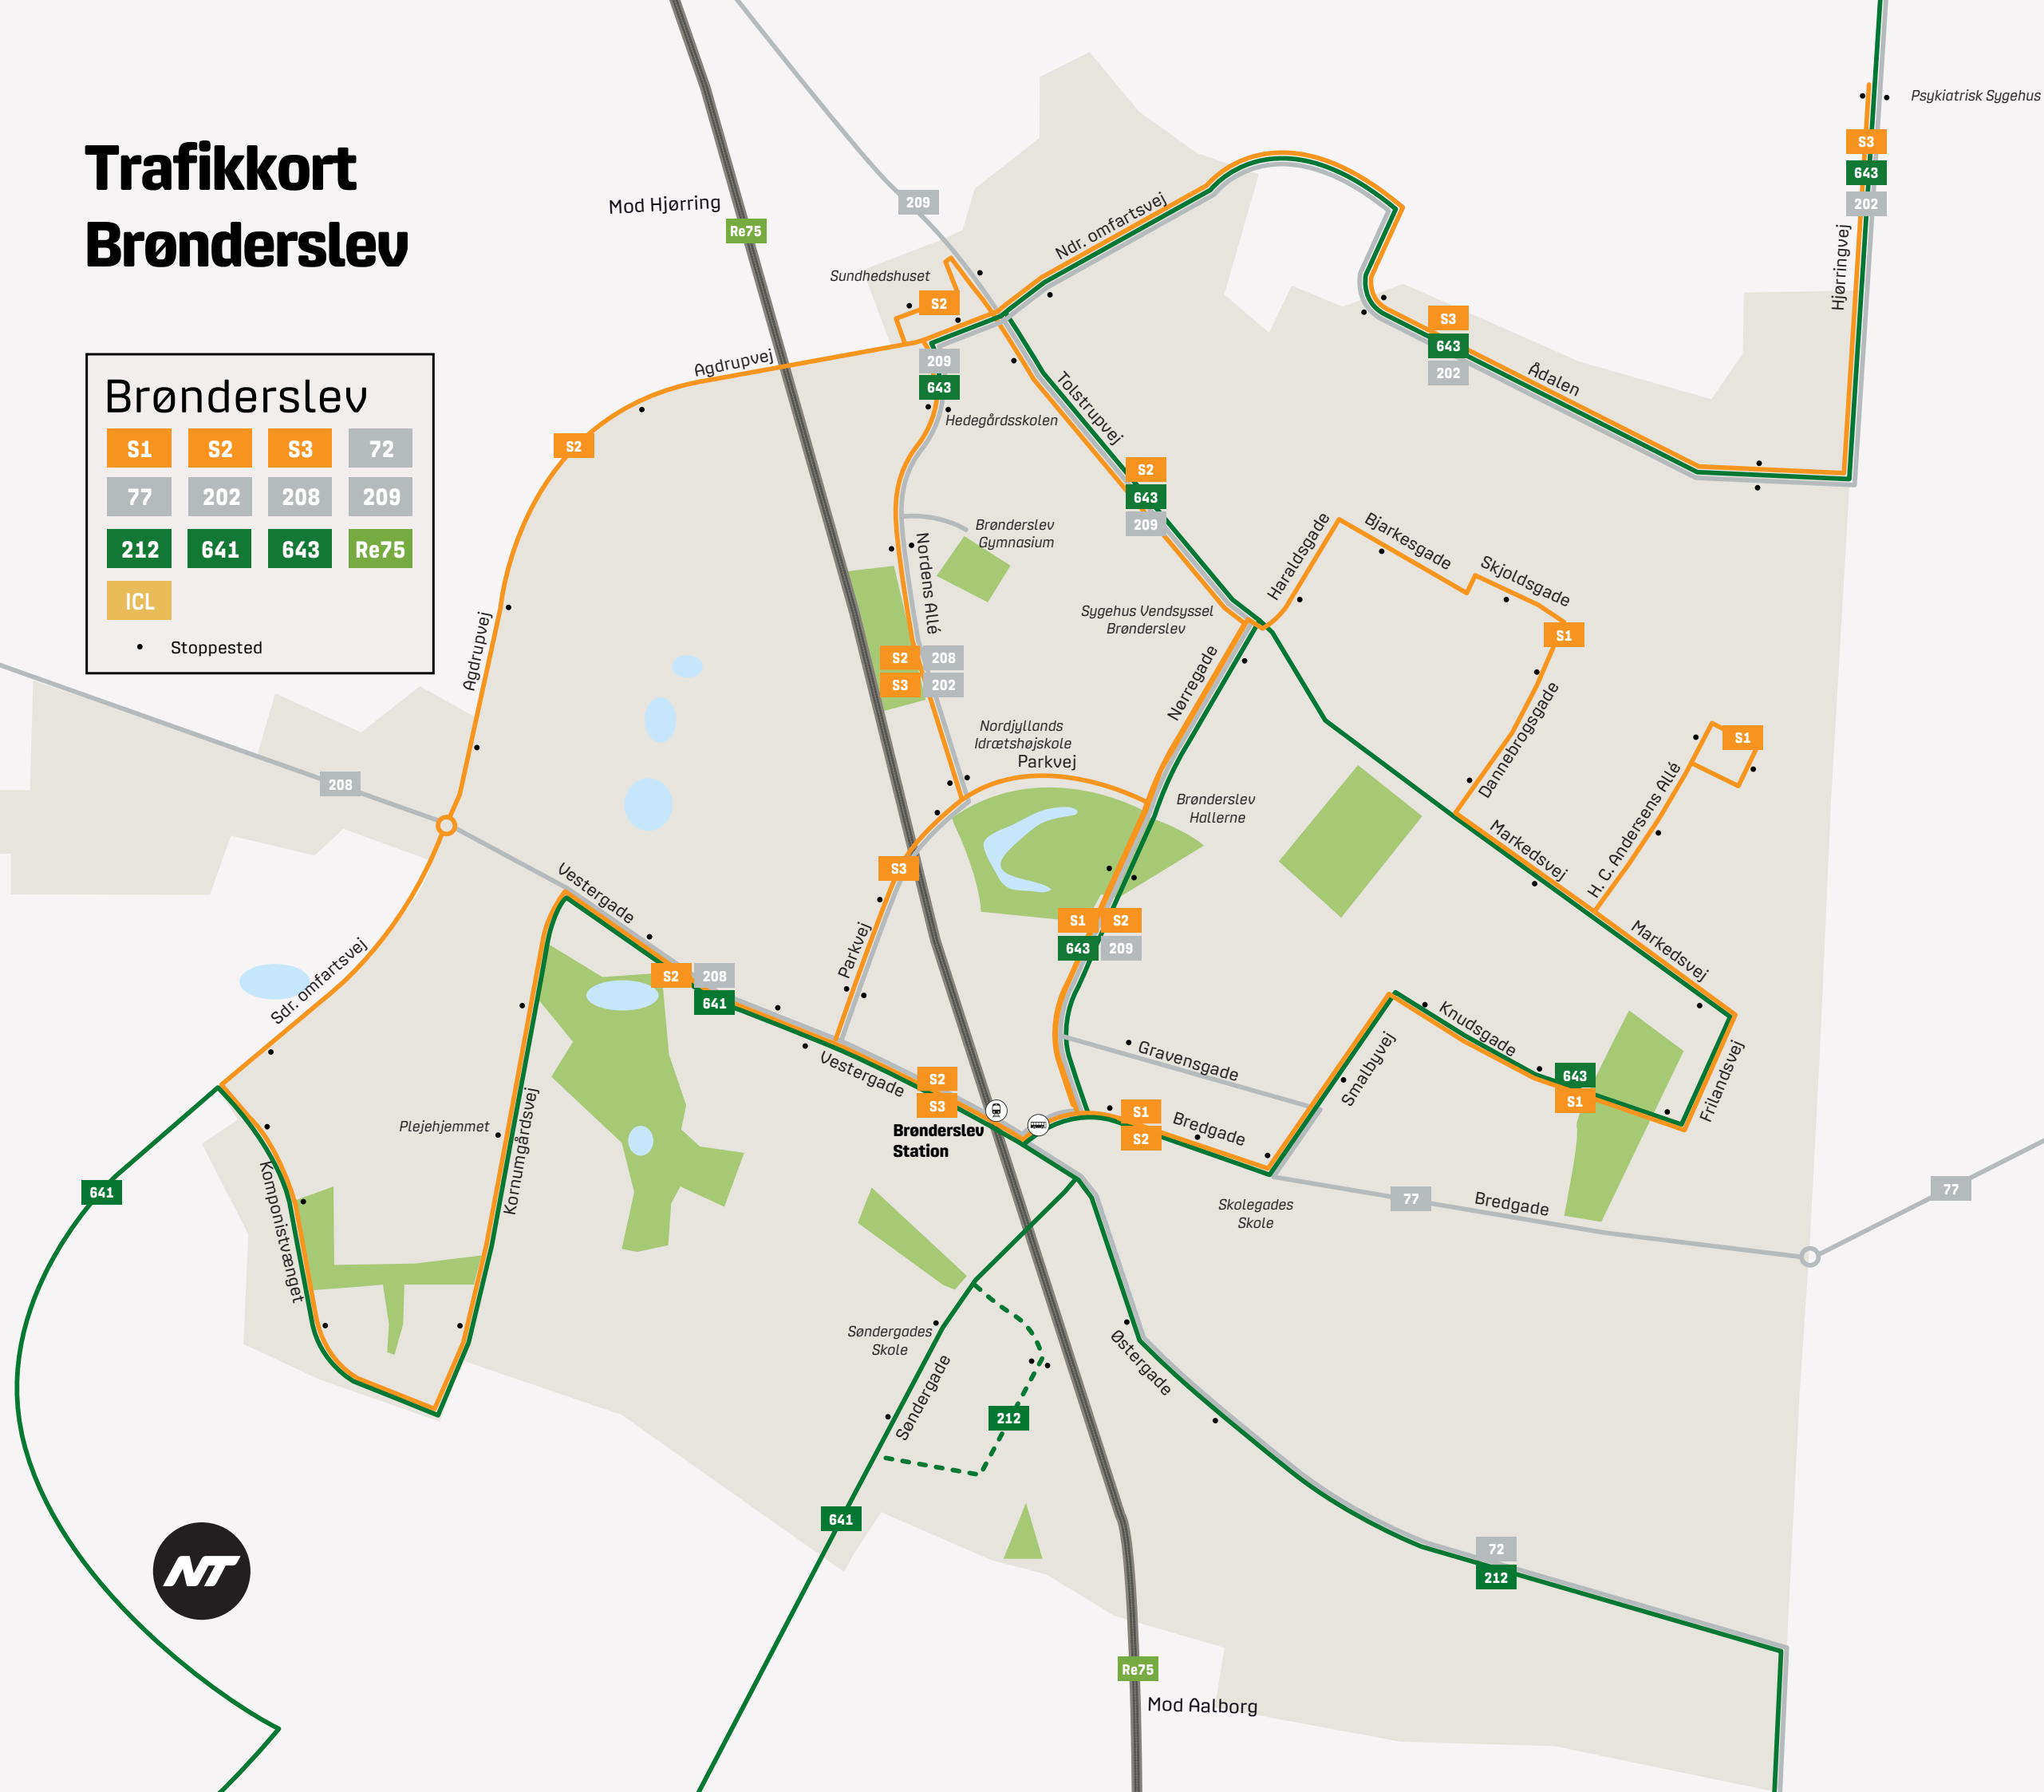 Trafikkort
Brønderslev
Brønderslev
S1 S2 S3 72
77 202 208 209
212 641 643 Re75
ICL
Stoppested
Psykiatrisk Sygehus
S3
643
202
Hjørringvej
Mod Hjørring
Re75
209
Ndr. omfartsvej
Sundhedshuset
S2
S3
643
202
Ådalen
Agdrupvej
209
643
Hedegårdsskolen
Tolstrupvej
S2
S2
643
209
Brønderslev
Gymnasium
Nordens Allé
Haraldsgade
Bjarkesgade
Skjoldsgade
S1
Sygehus Vendsyssel
Brønderslev
Agdrupvej
S2 208
S3 202
Nørregade
Dannebrogsgade
Nordjyllands
Idrætshøjskole
Parkvej
S1
208
Brønderslev
Hallerne
H. C. Andersens Allé
Markedsvej
S3
Vestergade
S1 S2
643 209
Parkvej
Markedsvej
Sdr. omfartsvej
S2 208
641
Knudsgade
Gravensgade
Smalbyvej
Vestergade
643
S1
Frilandsvej
S2
S3
S1
S2
Bredgade
Plejehjemmet
Kornumgårdsvej
Brønderslev
Station
641
Komponistvænget
77
77
Bredgade
Skolegades
Skole
Søndergades
Skole
Søndergade
Østergade
212
641
72
212
NT
Re75
Mod Aalborg